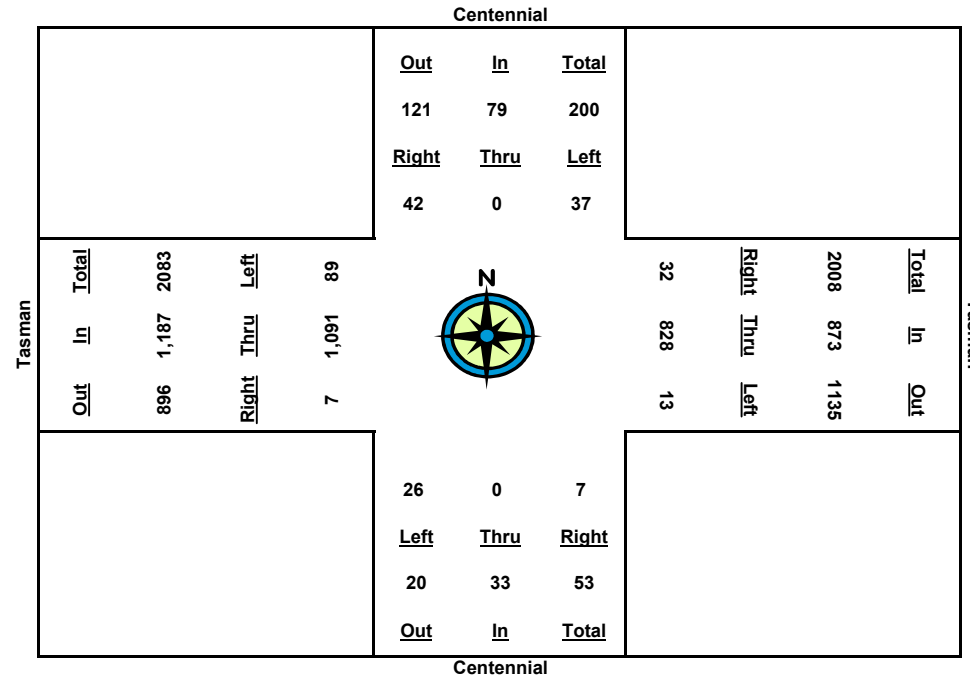 Centennial
Out In Total
121 79 200
Right Thru Left
42 0 37
Tasman
Out In Total
896 1,187 2083
Right Thru Left
7 1,091 89
N
Total In Out
2008 873 1135
Right Thru Left
32 828 13
Tasman
26 0 7
Left Thru Right
20 33 53
Out In Total
Centennial